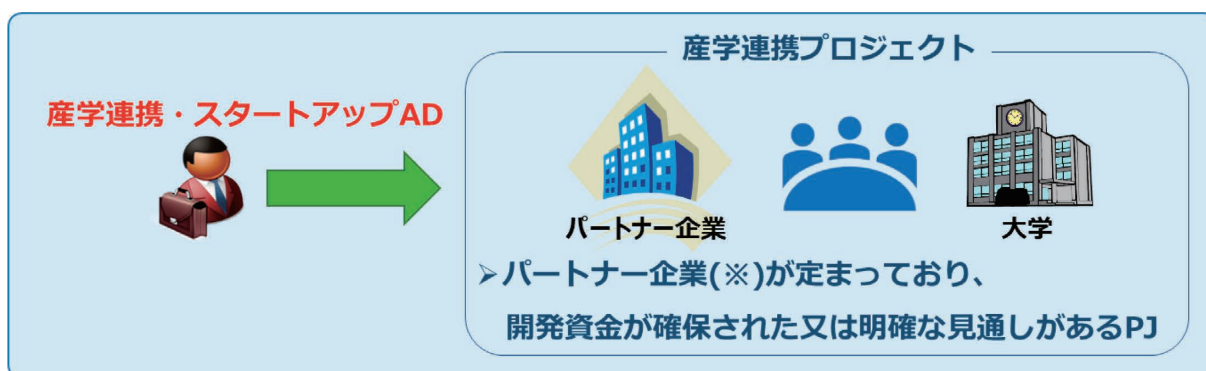 産学連携プロジェクト
産学連携・スタートアップAD
パートナー企業
大学
➢パートナー企業(※)が定まっており、
開発資金が確保された又は明確な見通しがあるPJ